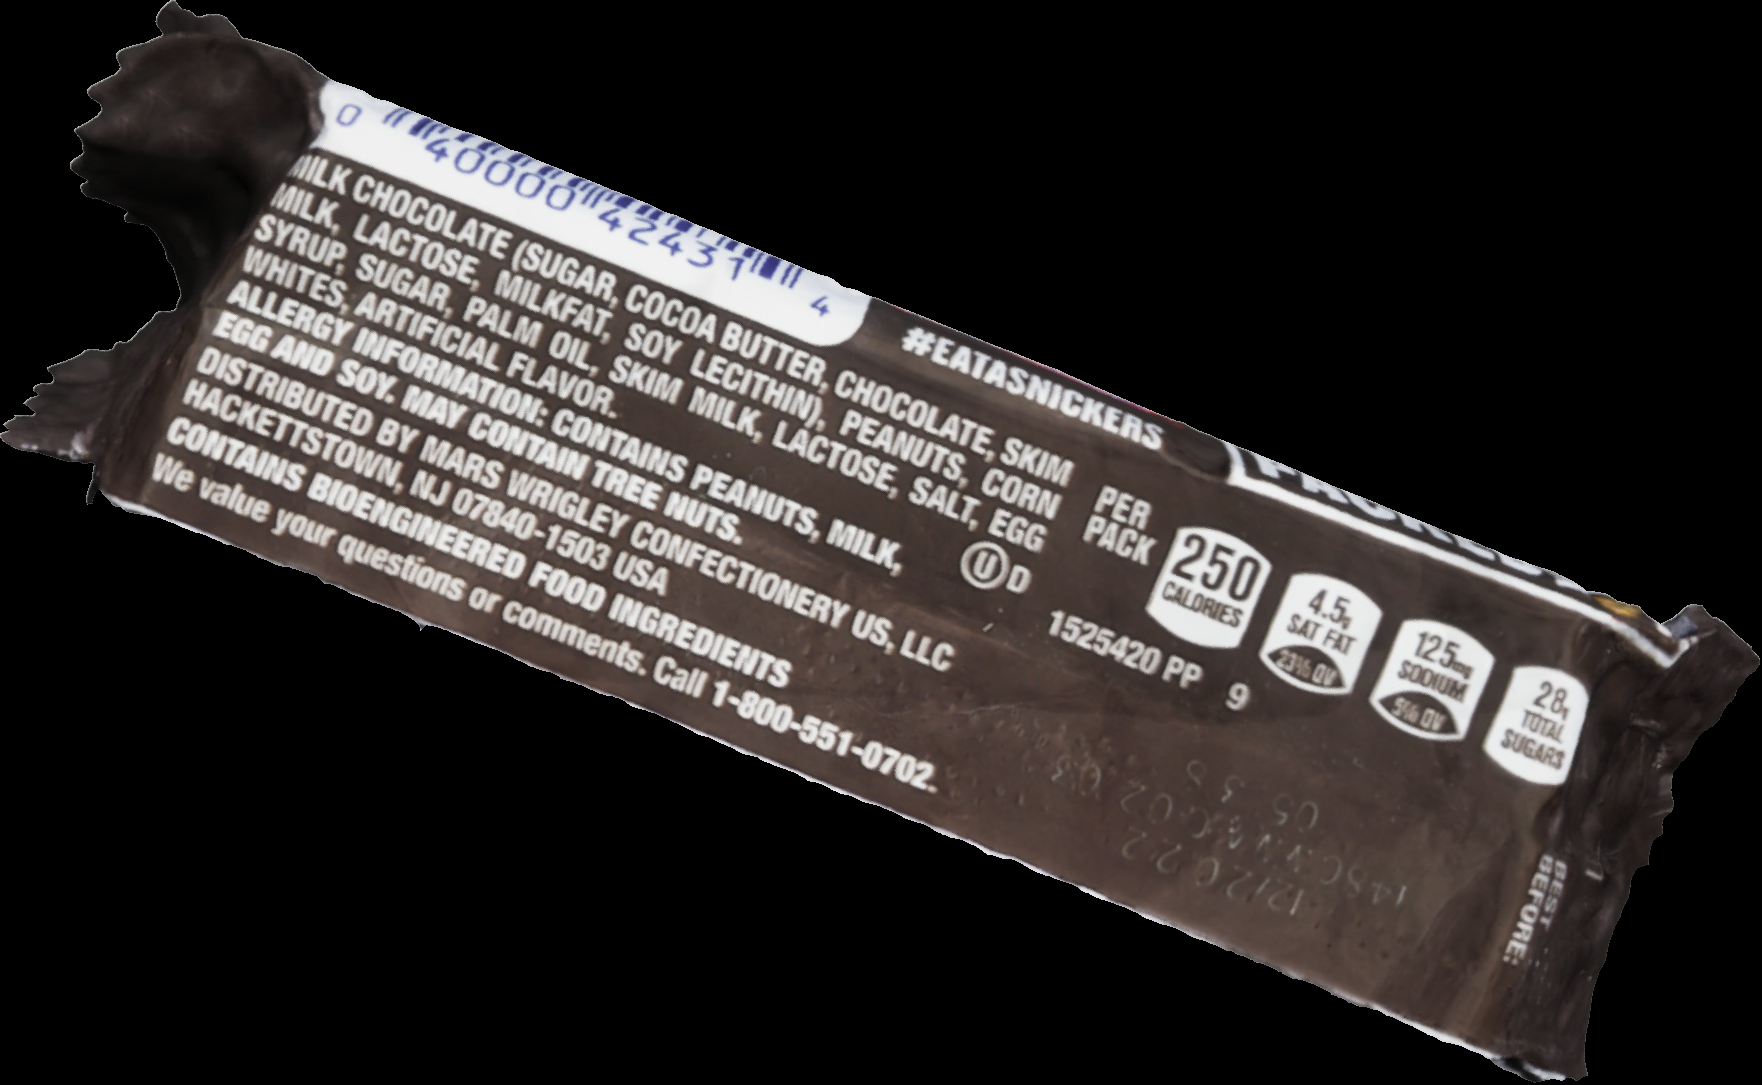 0 40000 42431 4
MILK CHOCOLATE (SUGAR, COCOA BUTTER, CHOCOLATE, SKIM
MILK, LACTOSE, MILKFAT, SOY LECITHIN), PEANUTS, CORN
SYRUP, SUGAR, PALM OIL, SKIM MILK, LACTOSE, SALT, EGG
WHITES, ARTIFICIAL FLAVOR.
ALLERGY INFORMATION: CONTAINS PEANUTS, MILK,
EGG AND SOY. MAY CONTAIN TREE NUTS.
DISTRIBUTED BY MARS WRIGLEY CONFECTIONERY US, LLC
HACKETTSTOWN, NJ 07840-1503 USA
CONTAINS BIOENGINEERED FOOD INGREDIENTS
We value your questions or comments. Call 1-800-551-0702.
U D
#EATASNICKERS
PER
PACK
250
CALORIES
4.5g
SAT FAT
23% DV
125mg
SODIUM
5% DV
28g
TOTAL
SUGARS
1525420 PP 9
BEST
BEFORE: